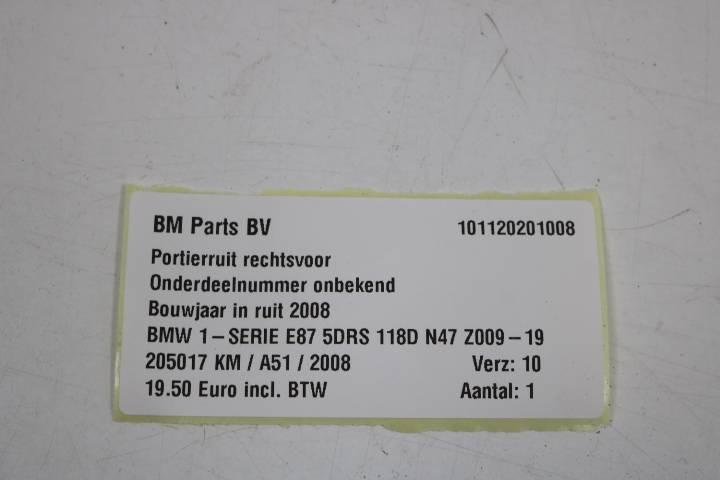 BM Parts BV 101120201008
Portierruit rechtsvoor
Onderdeelnummer onbekend
Bouwjaar in ruit 2008
BMW 1-SERIE E87 5DRS 118D N47 Z009-19
205017 KM / A51 / 2008 Verz: 10
19.50 Euro incl. BTW Aantal: 1